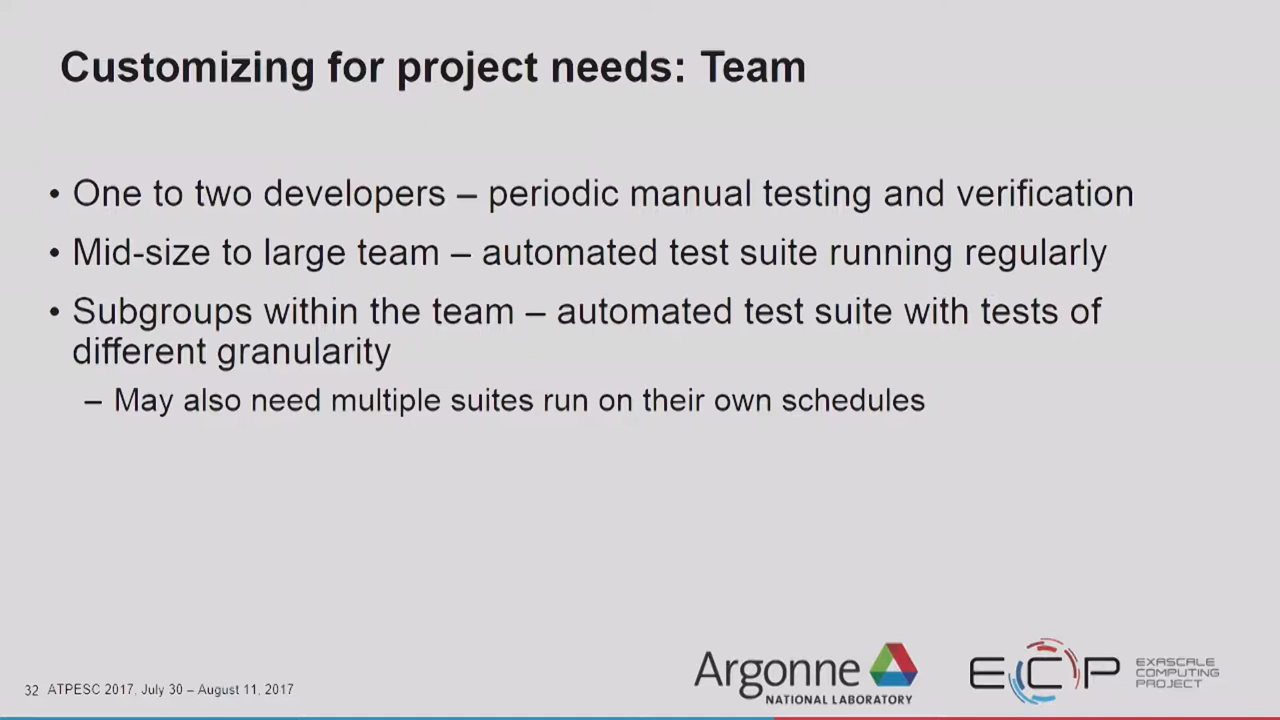 Customizing for project needs: Team
• One to two developers – periodic manual testing and verification
• Mid-size to large team – automated test suite running regularly
• Subgroups within the team – automated test suite with tests of
different granularity
– May also need multiple suites run on their own schedules
32 ATPESC 2017, July 30 – August 11, 2017
Argonne
NATIONAL LABORATORY
ECP
EXASCALE
COMPUTING
PROJECT